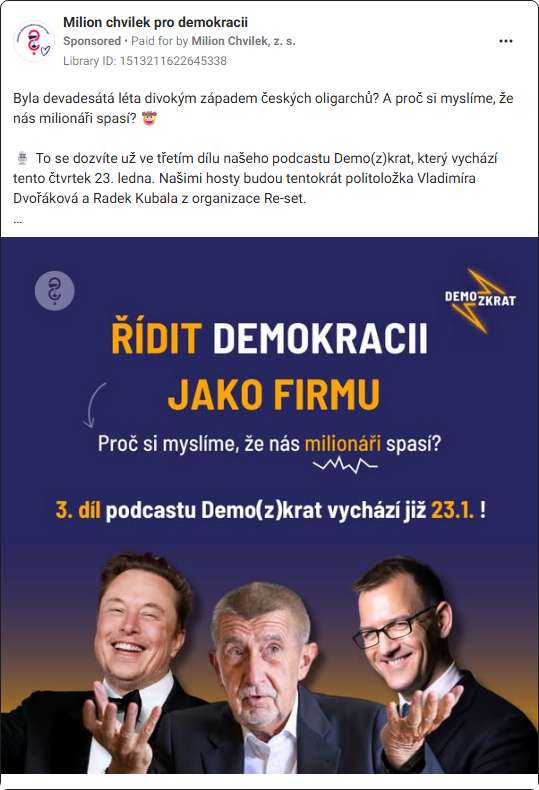 Milion chvilek pro demokracii
Sponsored • Paid for by Milion Chvilek, z. s.
Library ID: 1513211622645338
Byla devadesátá léta divokým západem českých oligarchů? A proč si myslíme, že
nás milionáři spasí?
To se dozvíte už ve třetím dílu našeho podcastu Demo(z)krat, který vychází
tento čtvrtek 23. ledna. Našimi hosty budou tentokrát politoložka Vladimíra
Dvořáková a Radek Kubala z organizace Re-set.
...
DEMOZKRAT
ŘÍDIT DEMOKRACII
JAKO FIRMU
Proč si myslíme, že nás milionáři spasí?
3. díl podcastu Demo(z)krat vychází již 23.1. !